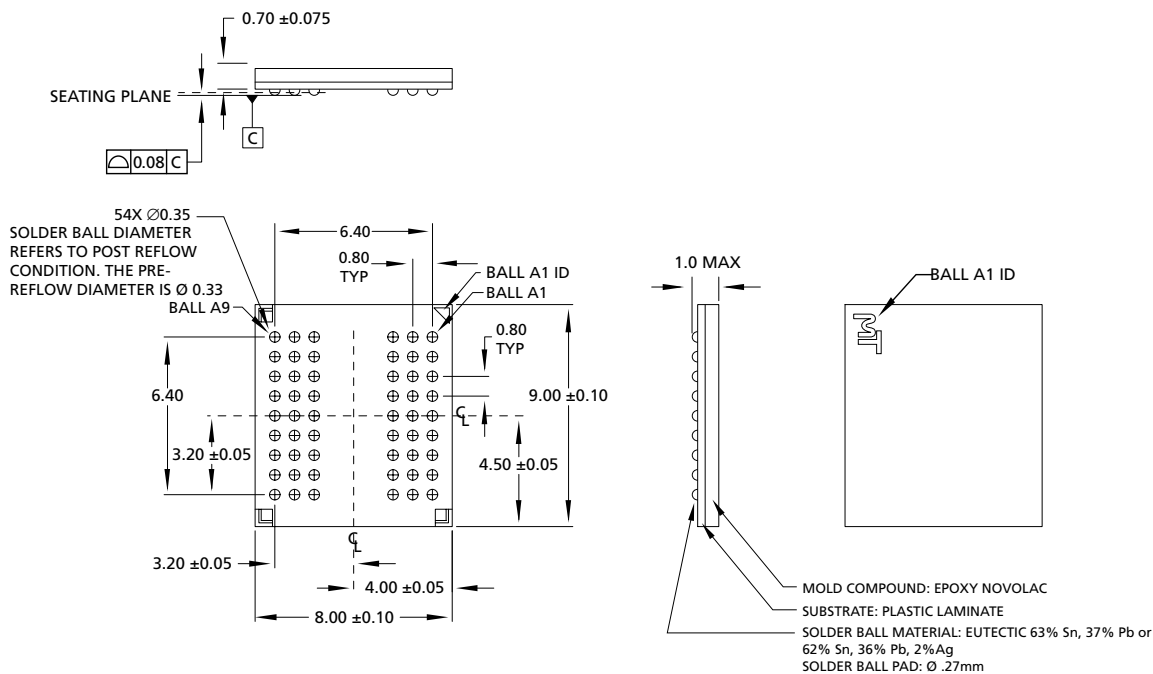 0.70 ±0.075
SEATING PLANE
C
0.08 C
54X Ø0.35
SOLDER BALL DIAMETER
REFERS TO POST REFLOW
CONDITION. THE PRE-
REFLOW DIAMETER IS Ø 0.33
BALL A9
6.40
0.80
TYP
BALL A1 ID
BALL A1
0.80
TYP
6.40
9.00 ±0.10
CL
3.20 ±0.05
4.50 ±0.05
CL
3.20 ±0.05
4.00 ±0.05
8.00 ±0.10
1.0 MAX
BALL A1 ID
MOLD COMPOUND: EPOXY NOVOLAC
SUBSTRATE: PLASTIC LAMINATE
SOLDER BALL MATERIAL: EUTECTIC 63% Sn, 37% Pb or
62% Sn, 36% Pb, 2%Ag
SOLDER BALL PAD: Ø .27mm